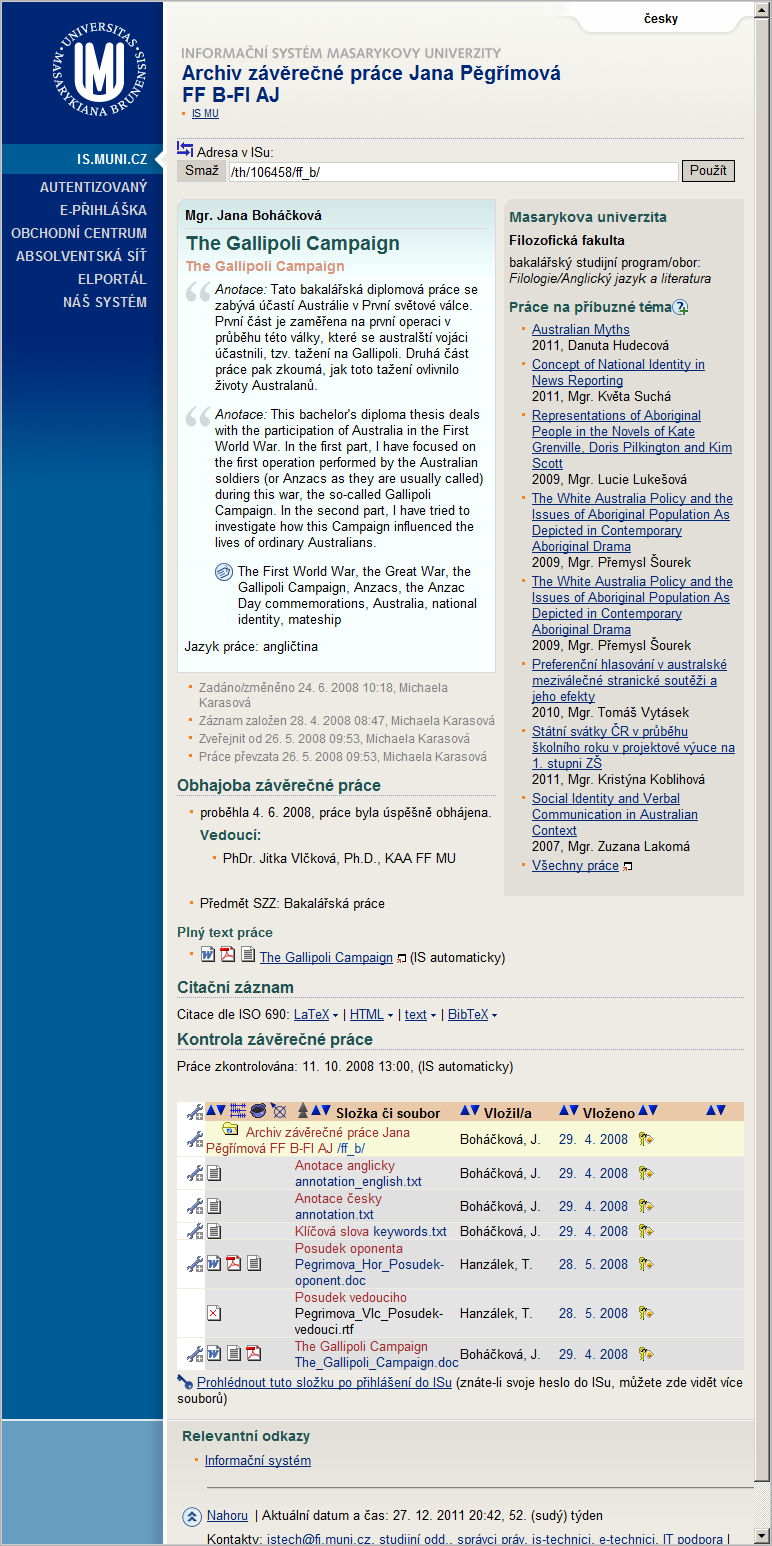 česky
UNIVERSITAS MASARYKIANA BRUNENSIS
INFORMAČNÍ SYSTÉM MASARYKOVY UNIVERZITY
Archiv závěrečné práce Jana Pěgřímová
FF B-FI AJ
IS MU
IS.MUNI.CZ
AUTENTIZOVANÝ
E-PŘIHLÁŠKA
OBCHODNÍ CENTRUM
ABSOLVENTSKÁ SÍŤ
ELPORTÁL
NÁŠ SYSTÉM
Adresa v ISu:
Smaž /th/106458/ff_b/ Použít
Mgr. Jana Boháčková
The Gallipoli Campaign
The Gallipoli Campaign
Anotace: Tato bakalářská diplomová práce se
zabývá účastí Austrálie v První světové válce.
První část je zaměřena na první operaci v
průběhu této války, které se australští vojáci
účastnili, tzv. tažení na Gallipoli. Druhá část
práce pak zkoumá, jak toto tažení ovlivnilo
životy Australanů.
Anotace: This bachelor's diploma thesis deals
with the participation of Australia in the First
World War. In the first part, I have focused on
the first operation performed by the Australian
soldiers (or Anzacs as they are usually called)
during this war, the so-called Gallipoli
Campaign. In the second part, I have tried to
investigate how this Campaign influenced the
lives of ordinary Australians.
The First World War, the Great War, the
Gallipoli Campaign, Anzacs, the Anzac
Day commemorations, Australia, national
identity, mateship
Jazyk práce: angličtina
Zadáno/změněno 24. 6. 2008 10:18, Michaela
Karasová
Záznam založen 28. 4. 2008 08:47, Michaela Karasová
Zveřejnit od 26. 5. 2008 09:53, Michaela Karasová
Práce převzata 26. 5. 2008 09:53, Michaela Karasová
Masarykova univerzita
Filozofická fakulta
bakalářský studijní program/obor:
Filologie/Anglický jazyk a literatura
Práce na příbuzné téma
Australian Myths
2011, Danuta Hudecová
Concept of National Identity in
News Reporting
2011, Mgr. Květa Suchá
Representations of Aboriginal
People in the Novels of Kate
Grenville, Doris Pilkington and Kim
Scott
2009, Mgr. Lucie Lukešová
The White Australia Policy and the
Issues of Aboriginal Population As
Depicted in Contemporary
Aboriginal Drama
2009, Mgr. Přemysl Šourek
The White Australia Policy and the
Issues of Aboriginal Population As
Depicted in Contemporary
Aboriginal Drama
2009, Mgr. Přemysl Šourek
Preferenční hlasování v australské
meziválečné stranické soutěži a
jeho efekty
2010, Mgr. Tomáš Vytásek
Státní svátky ČR v průběhu
školního roku v projektové výuce na
1. stupni ZŠ
2011, Mgr. Kristýna Koblihová
Social Identity and Verbal
Communication in Australian
Context
2007, Mgr. Zuzana Lakomá
Všechny práce
Obhajoba závěrečné práce
proběhla 4. 6. 2008, práce byla úspěšně obhájena.
Vedoucí:
PhDr. Jitka Vlčková, Ph.D., KAA FF MU
Předmět SZZ: Bakalářská práce
Plný text práce
The Gallipoli Campaign (IS automaticky)
Citační záznam
Citace dle ISO 690: LaTeX | HTML | text | BibTeX
Kontrola závěrečné práce
Práce zkontrolována: 11. 10. 2008 13:00, (IS automaticky)
Složka či soubor Vložil/a Vloženo
Archiv závěrečné práce Jana
Pěgřímová FF B-FI AJ /ff_b/ Boháčková, J. 29. 4. 2008
Anotace anglicky
annotation_english.txt Boháčková, J. 29. 4. 2008
Anotace česky
annotation.txt Boháčková, J. 29. 4. 2008
Klíčová slova keywords.txt Boháčková, J. 29. 4. 2008
Posudek oponenta
Pegrimova_Hor_Posudek-
oponent.doc Hanzálek, T. 28. 5. 2008
Posudek vedouciho
Pegrimova_Vlc_Posudek-
vedouci.rtf Hanzálek, T. 28. 5. 2008
The Gallipoli Campaign
The_Gallipoli_Campaign.doc Boháčková, J. 29. 4. 2008
Prohlédnout tuto složku po přihlášení do ISu (znáte-li svoje heslo do ISu, můžete zde vidět více
souborů)
Relevantní odkazy
Informační systém
Nahoru | Aktuální datum a čas: 27. 12. 2011 20:42, 52. (sudý) týden
Kontakty: istech@fi.muni.cz, studijní odd., správci práv, is-technici, e-technici, IT podpora |